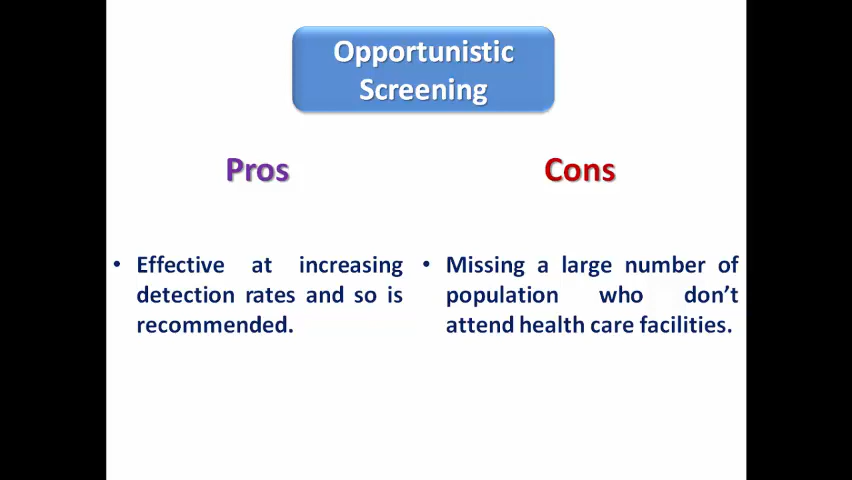 Opportunistic
Screening
Pros
Cons
• Effective at increasing
detection rates and so is
recommended.
• Missing a large number of
population who don't
attend health care facilities.